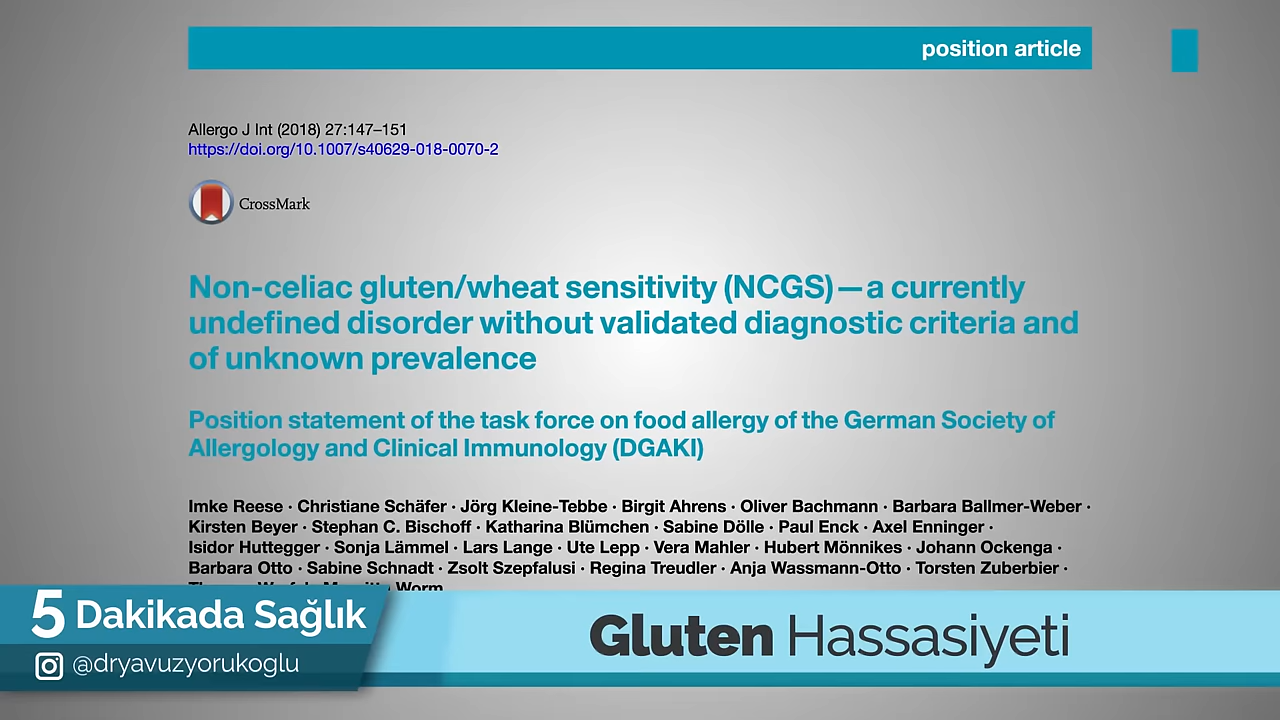 position article
Allergo J Int (2018) 27:147–151
https://doi.org/10.1007/s40629-018-0070-2
CrossMark
Non-celiac gluten/wheat sensitivity (NCGS)—a currently
undefined disorder without validated diagnostic criteria and
of unknown prevalence
Position statement of the task force on food allergy of the German Society of
Allergology and Clinical Immunology (DGAKI)
Imke Reese · Christiane Schäfer · Jörg Kleine-Tebbe · Birgit Ahrens · Oliver Bachmann · Barbara Ballmer-Weber ·
Kirsten Beyer · Stephan C. Bischoff · Katharina Blümchen · Sabine Dölle · Paul Enck · Axel Enninger ·
Isidor Huttegger · Sonja Lämmel · Lars Lange · Ute Lepp · Vera Mahler · Hubert Mönnikes · Johann Ockenga ·
Barbara Otto · Sabine Schnadt · Zsolt Szepfalusi · Regina Treudler · Anja Wassmann-Otto · Torsten Zuberbier ·
Worm
5 Dakikada Sağlık
@dryavuzyorukoglu
Gluten Hassasiyeti